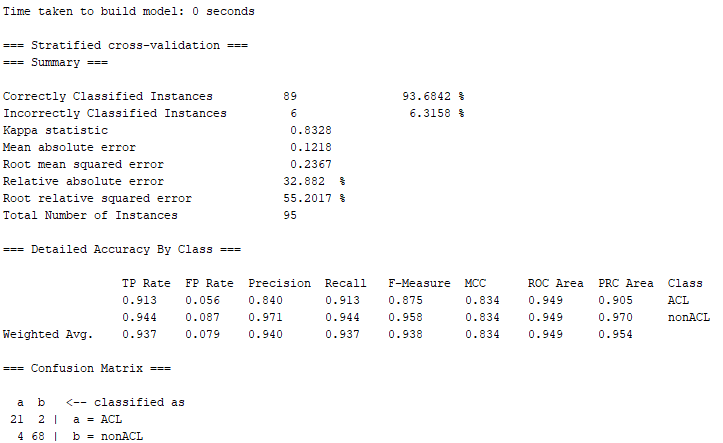 Time taken to build model: 0 seconds

=== Stratified cross-validation ===
=== Summary ===

Correctly Classified Instances          89               93.6842 %
Incorrectly Classified Instances         6                6.3158 %
Kappa statistic                          0.8328
Mean absolute error                      0.1218
Root mean squared error                  0.2367
Relative absolute error                 32.882  %
Root relative squared error             55.2017 %
Total Number of Instances               95

=== Detailed Accuracy By Class ===

                 TP Rate  FP Rate  Precision  Recall   F-Measure  MCC      ROC Area  PRC Area  Class
                 0.913    0.056    0.840      0.913    0.875      0.834    0.949     0.905     ACL
                 0.944    0.087    0.971      0.944    0.958      0.834    0.949     0.970     nonACL
Weighted Avg.    0.937    0.079    0.940      0.937    0.938      0.834    0.949     0.954

=== Confusion Matrix ===

  a  b   <-- classified as
 21  2 |  a = ACL
  4 68 |  b = nonACL